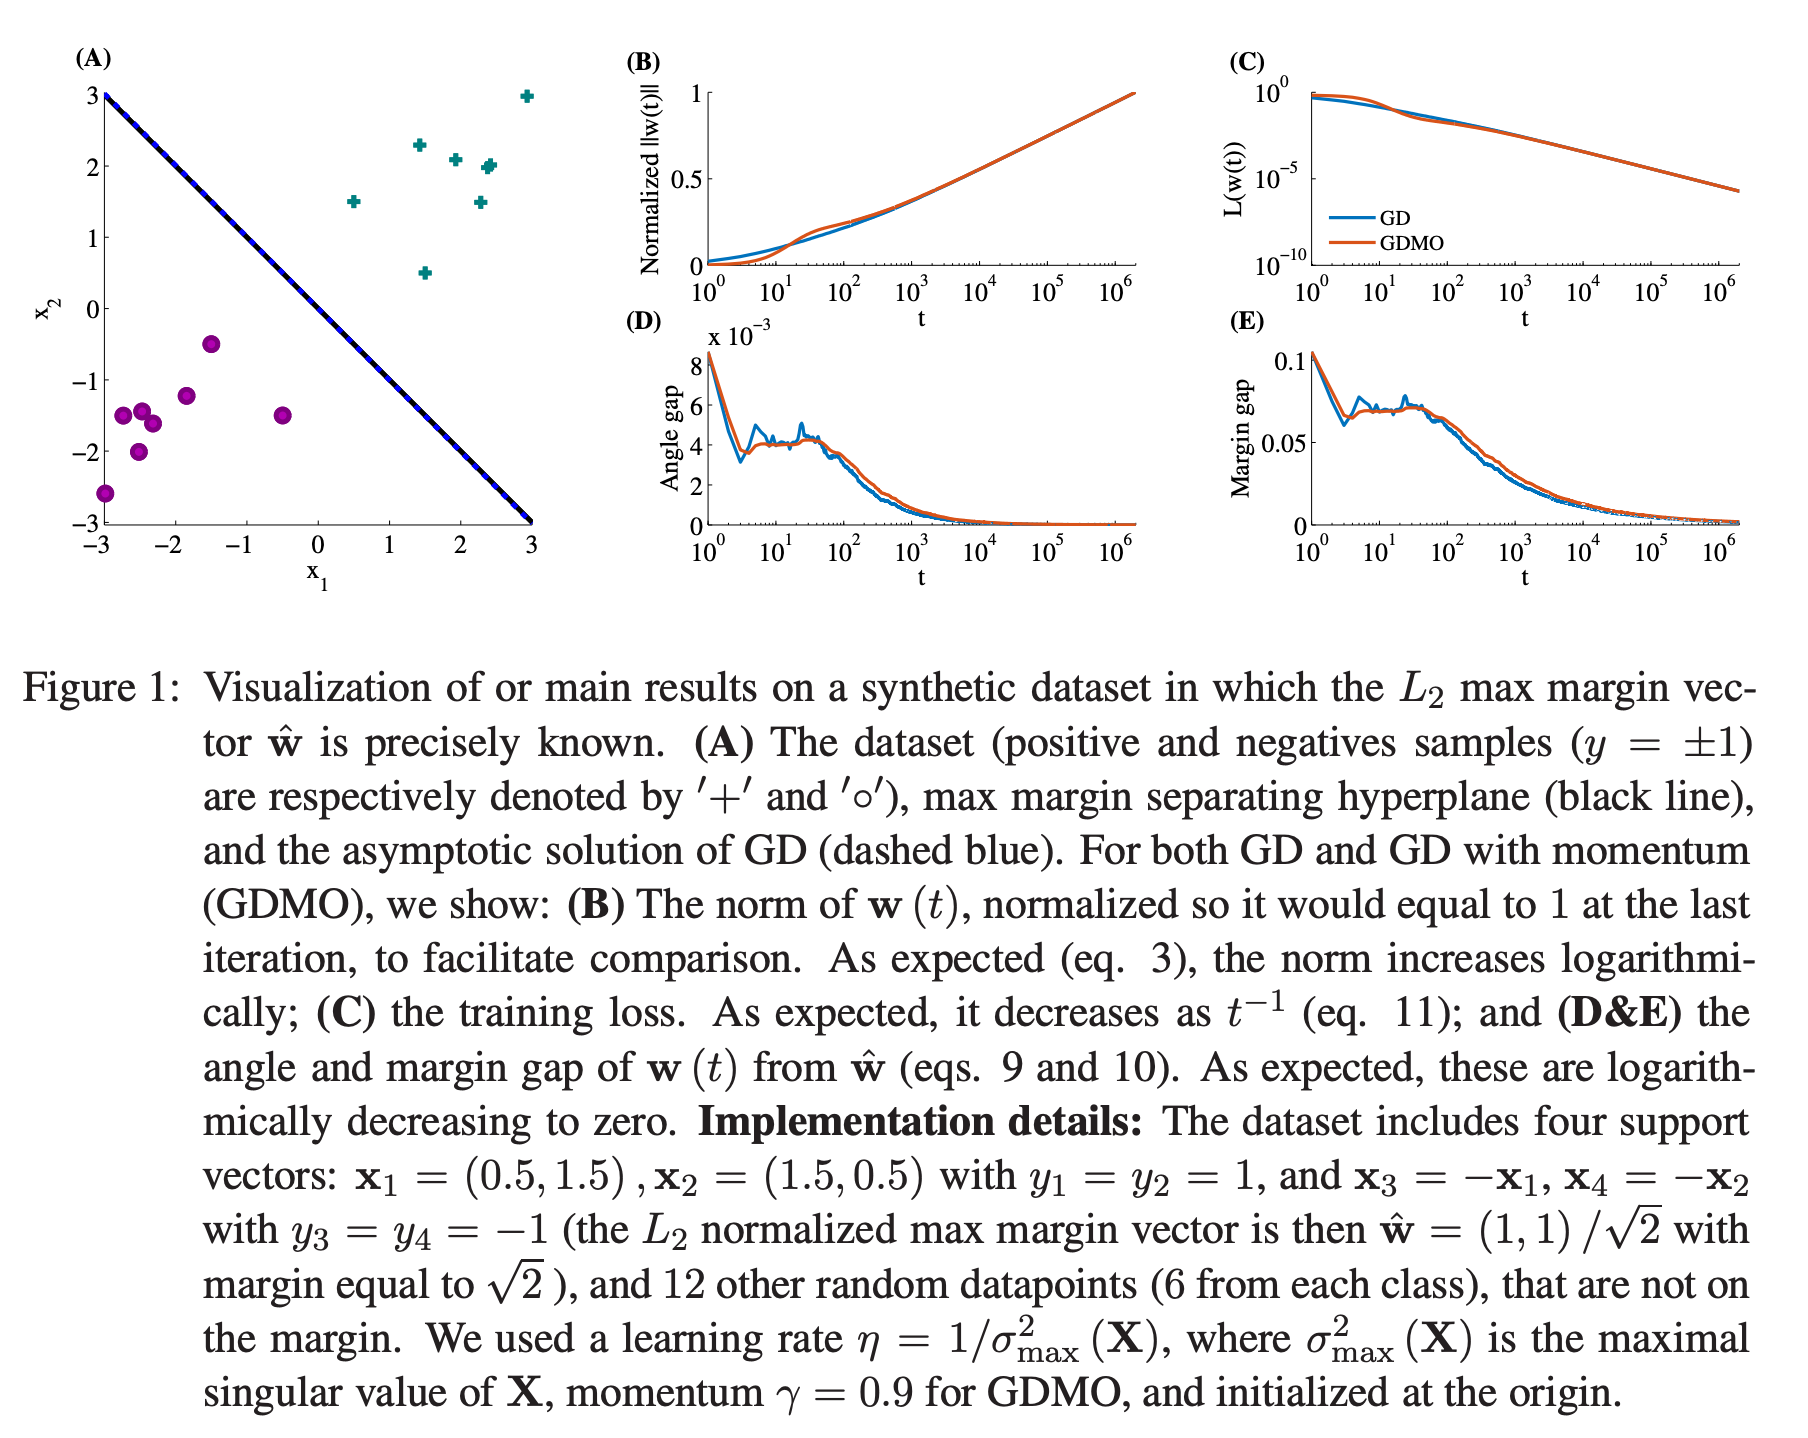 (A)
3
2
1
0
−1
−2
−3
x2
−3 −2 −1 0 1 2 3
x1
(B)
1
0.5
0
Normalized ||w(t)||
10^0 10^1 10^2 10^3 10^4 10^5 10^6
t
(C)
10^0
10^−5
10^−10
L(w(t))
GD
GDMO
10^0 10^1 10^2 10^3 10^4 10^5 10^6
t
(D)
x 10^−3
8
6
4
2
0
Angle gap
10^0 10^1 10^2 10^3 10^4 10^5 10^6
t
(E)
0.1
0.05
0
Margin gap
10^0 10^1 10^2 10^3 10^4 10^5 10^6
t
Figure 1: Visualization of or main results on a synthetic dataset in which the L₂ max margin vec-
tor ŵ is precisely known. (A) The dataset (positive and negatives samples (y = ±1)
are respectively denoted by ′+′ and ′∘′), max margin separating hyperplane (black line),
and the asymptotic solution of GD (dashed blue). For both GD and GD with momentum
(GDMO), we show: (B) The norm of w (t), normalized so it would equal to 1 at the last
iteration, to facilitate comparison. As expected (eq. 3), the norm increases logarithmi-
cally; (C) the training loss. As expected, it decreases as t⁻¹ (eq. 11); and (D&E) the
angle and margin gap of w (t) from ŵ (eqs. 9 and 10). As expected, these are logarith-
mically decreasing to zero. Implementation details: The dataset includes four support
vectors: x₁ = (0.5, 1.5) , x₂ = (1.5, 0.5) with y₁ = y₂ = 1, and x₃ = −x₁, x₄ = −x₂
with y₃ = y₄ = −1 (the L₂ normalized max margin vector is then ŵ = (1, 1) /√2 with
margin equal to √2 ), and 12 other random datapoints (6 from each class), that are not on
the margin. We used a learning rate η = 1/σ²max (X), where σ²max (X) is the maximal
singular value of X, momentum γ = 0.9 for GDMO, and initialized at the origin.